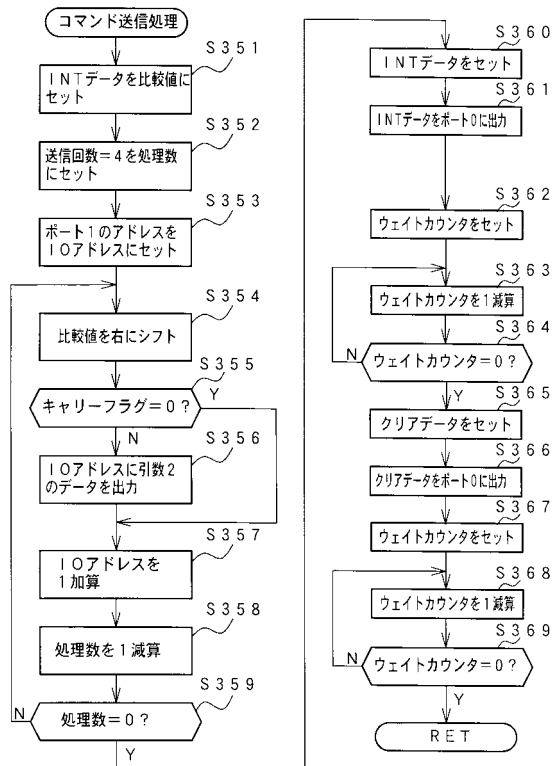 コマンド送信処理
S351
INTデータを比較値に
セット
S352
送信回数=4を処理数
にセット
S353
ポート1のアドレスを
IOアドレスにセット
S354
比較値を右にシフト
S355
キャリーフラグ=0?
Y
N
S356
IOアドレスに引数2
のデータを出力
S357
IOアドレスを
1加算
S358
処理数を1減算
S359
N
処理数=0?
Y
S360
INTデータをセット
S361
INTデータをポート0に出力
S362
ウェイトカウンタをセット
S363
ウェイトカウンタを1減算
S364
N
ウェイトカウンタ=0?
Y
S365
クリアデータをセット
S366
クリアデータをポート0に出力
S367
ウェイトカウンタをセット
S368
ウェイトカウンタを1減算
S369
N
ウェイトカウンタ=0?
Y
RET